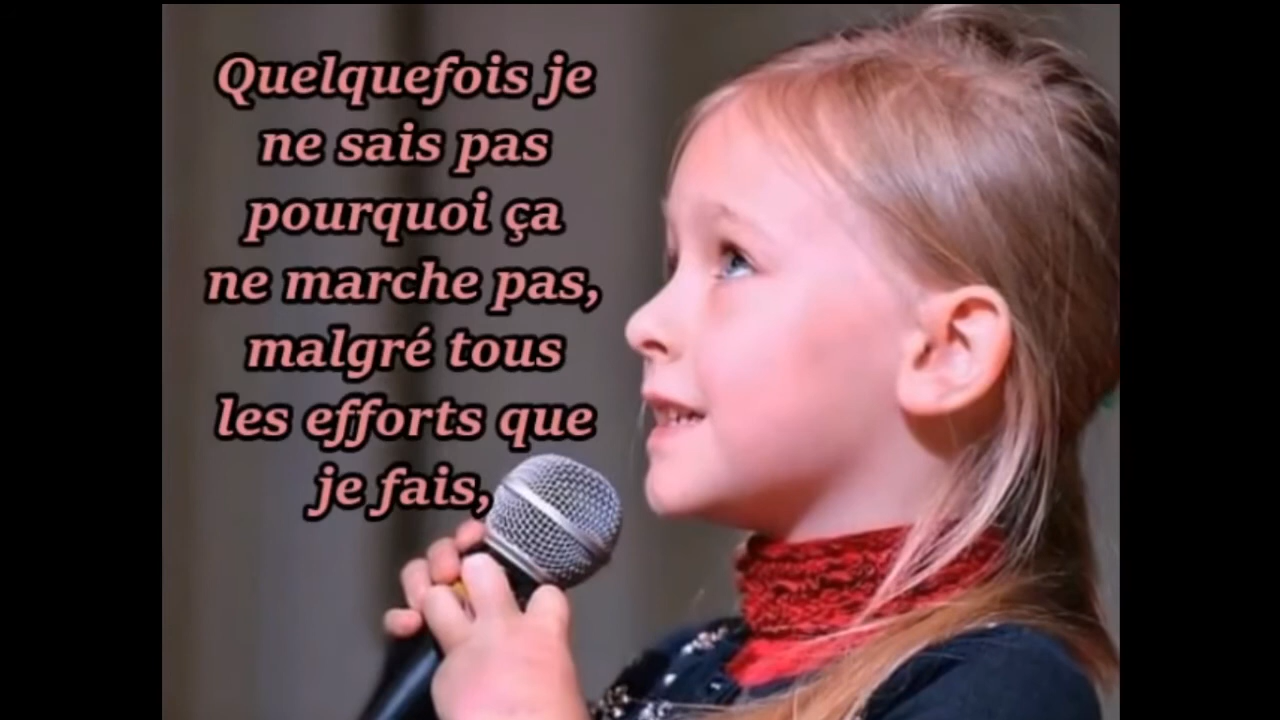 Quelquefois je
ne sais pas
pourquoi ça
ne marche pas,
malgré tous
les efforts que
je fais,